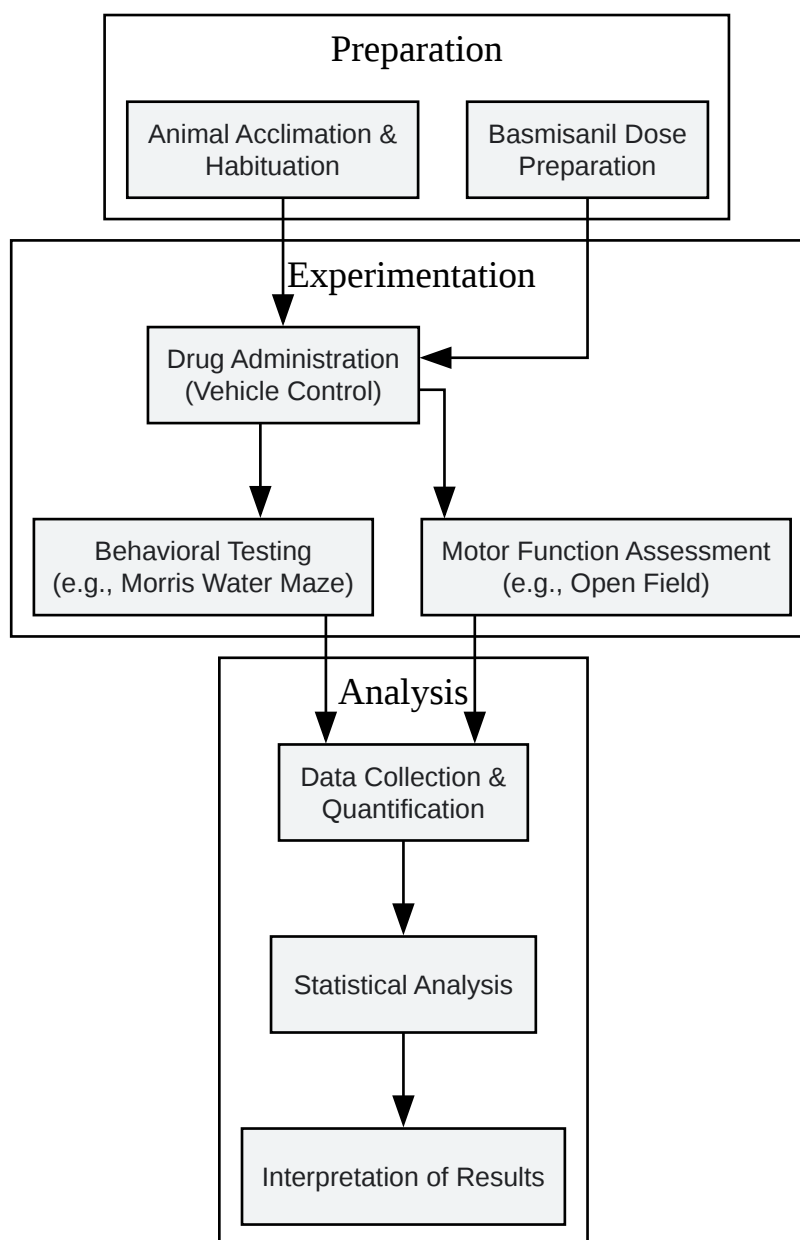 Preparation
Animal Acclimation &
Habituation
Basmisanil Dose
Preparation
Experimentation
Drug Administration
(Vehicle Control)
Behavioral Testing
(e.g., Morris Water Maze)
Motor Function Assessment
(e.g., Open Field)
Analysis
Data Collection &
Quantification
Statistical Analysis
Interpretation of Results